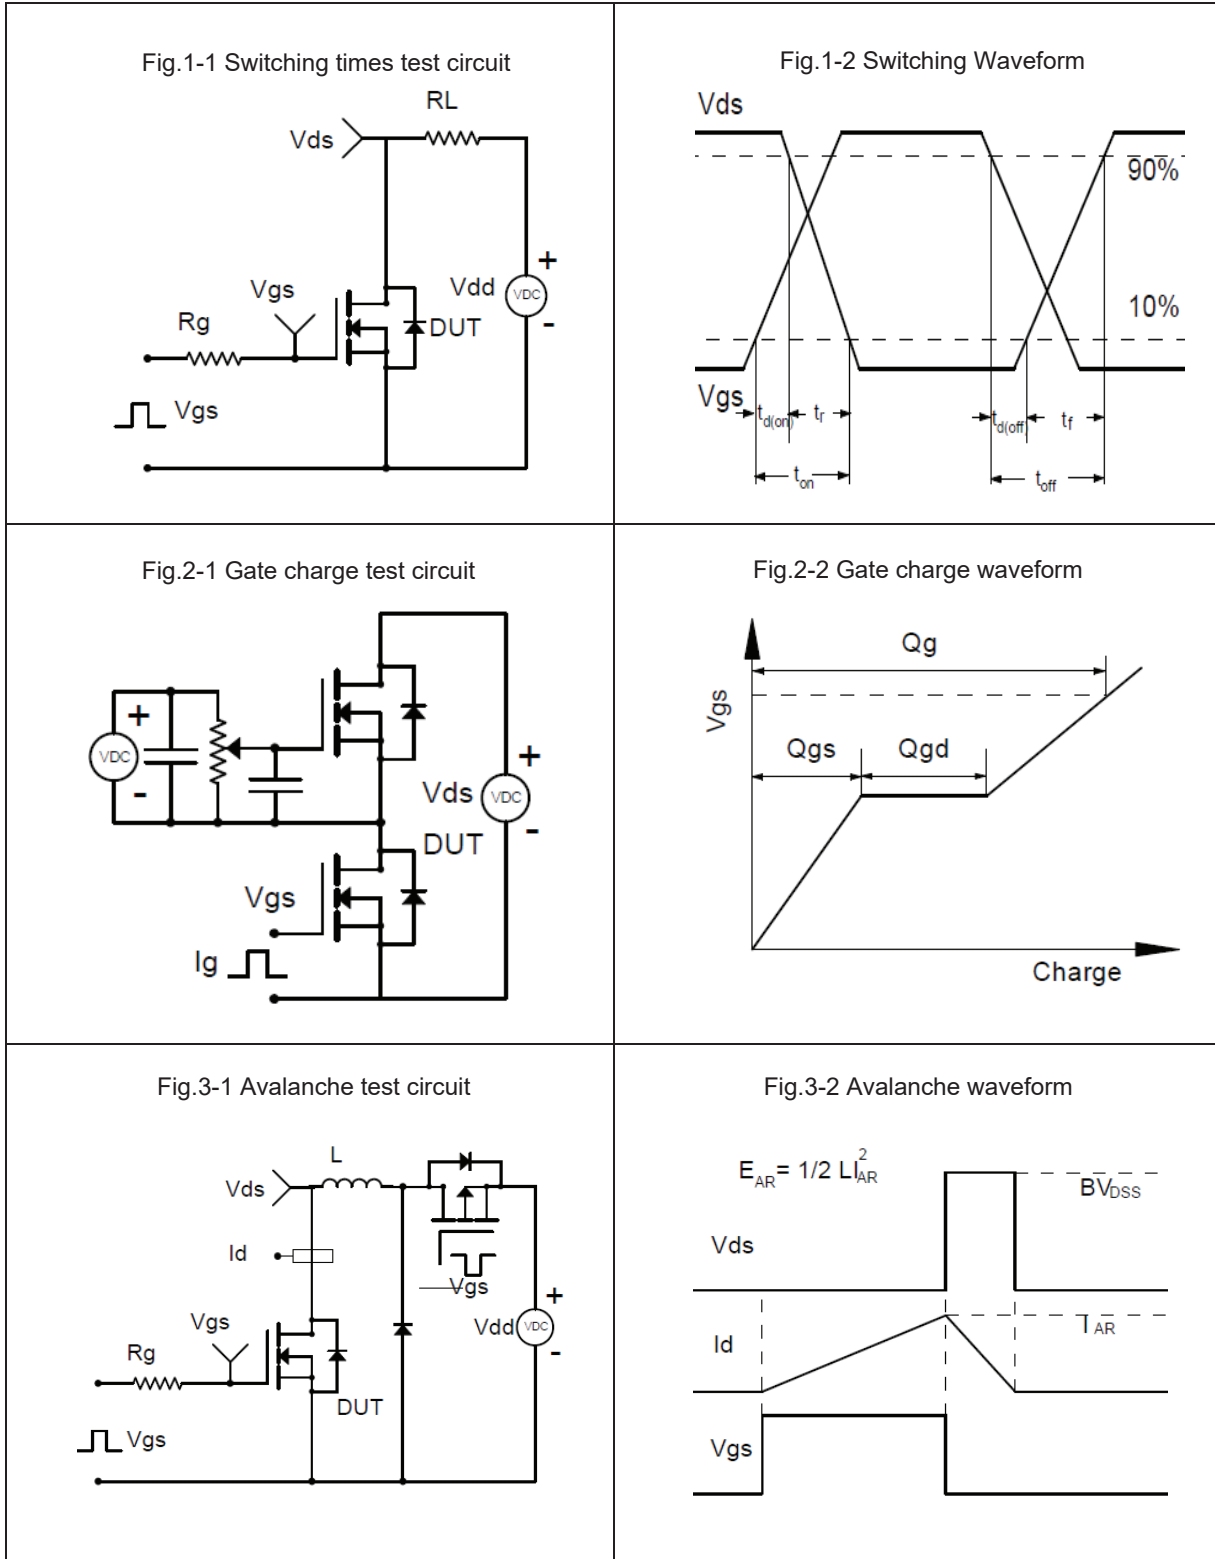 Fig.1-1 Switching times test circuit
RL
Vds
Vgs
Rg
Vdd
VDC
+
-
DUT
Vgs
Fig.1-2 Switching Waveform
Vds
90%
10%
Vgs
td(on)
tr
td(off)
tf
ton
toff
Fig.2-1 Gate charge test circuit
+
VDC
-
Vds
VDC
+
-
DUT
Vgs
Ig
Fig.2-2 Gate charge waveform
Qg
Vgs
Qgs
Qgd
Charge
Fig.3-1 Avalanche test circuit
L
Vds
Id
Vgs
Vgs
Rg
Vdd
VDC
+
-
DUT
Vgs
Fig.3-2 Avalanche waveform
EAR= 1/2 LIAR2
BVDSS
Vds
IAR
Id
Vgs